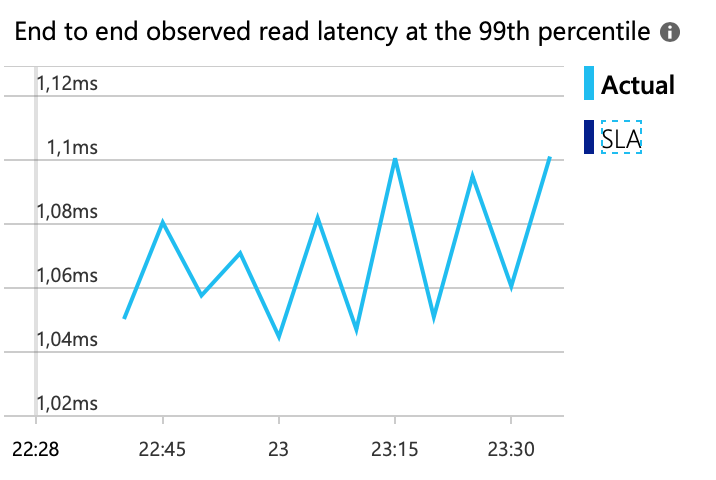 End to end observed read latency at the 99th percentile
1,12ms
1,1ms
1,08ms
1,06ms
1,04ms
1,02ms
22:28 22:45 23 23:15 23:30
Actual
SLA